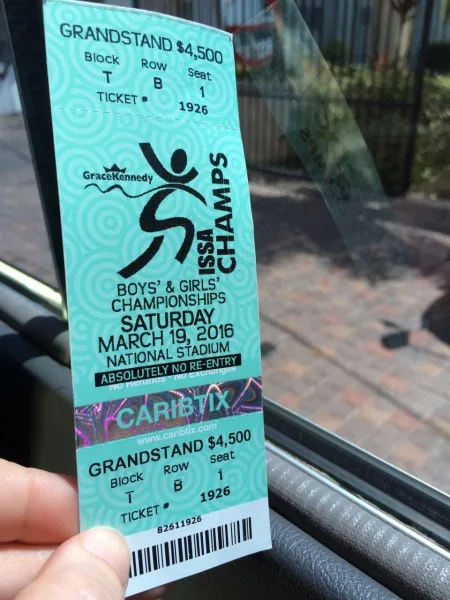 GRANDSTAND $4,500
Block Row Seat
T B 1
TICKET # 1926
GraceKennedy
ISSA
CHAMPS
BOYS' & GIRLS'
CHAMPIONSHIPS
SATURDAY
MARCH 19, 2016
NATIONAL STADIUM
ABSOLUTELY NO RE-ENTRY
No Refunds - No Exchanges
CARIBTIX
www.caribtix.com
GRANDSTAND $4,500
Block Row Seat
T B 1
TICKET # 1926
82611926